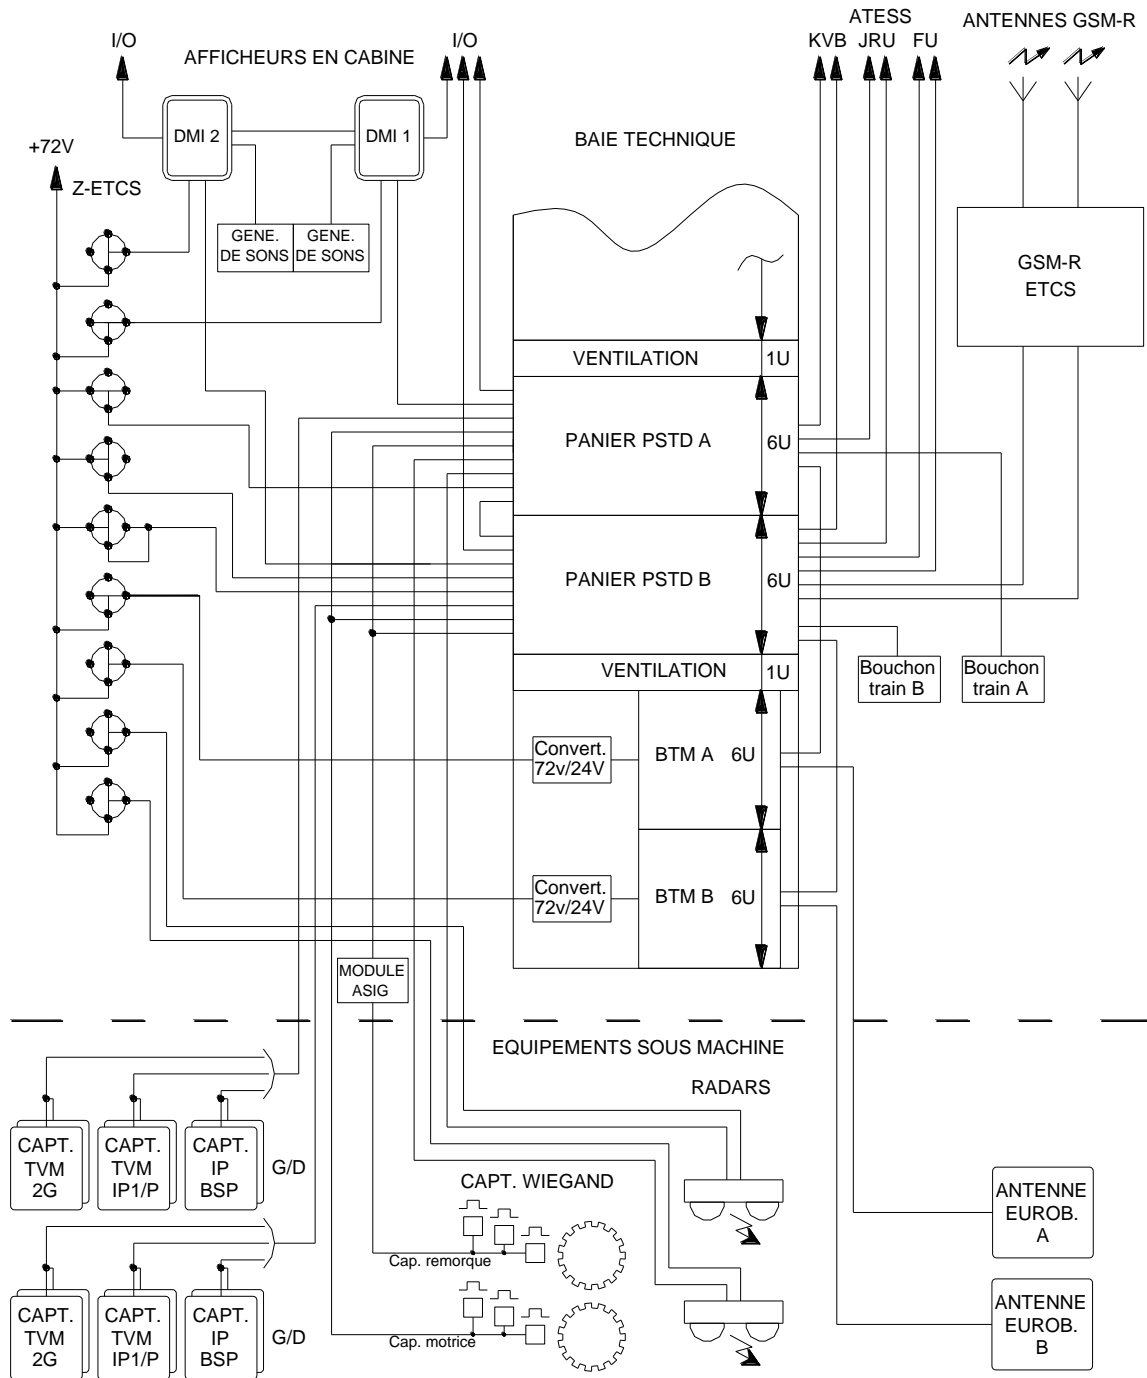 ATESS
ANTENNES GSM-R
I/O
AFFICHEURS EN CABINE
I/O
KVB
JRU
FU
DMI 2
DMI 1
BAIE TECHNIQUE
+72V
Z-ETCS
GENE.
DE SONS
GENE.
DE SONS
GSM-R
ETCS
VENTILATION
1U
PANIER PSTD A
6U
PANIER PSTD B
6U
VENTILATION
1U
Bouchon
train B
Bouchon
train A
Convert.
72v/24V
BTM A
6U
Convert.
72v/24V
BTM B
6U
MODULE
ASIG
EQUIPEMENTS SOUS MACHINE
RADARS
CAPT.
TVM
2G
CAPT.
TVM
IP1/P
CAPT.
IP
BSP
G/D
CAPT. WIEGAND
Cap. remorque
ANTENNE
EUROB.
A
CAPT.
TVM
2G
CAPT.
TVM
IP1/P
CAPT.
IP
BSP
G/D
Cap. motrice
ANTENNE
EUROB.
B